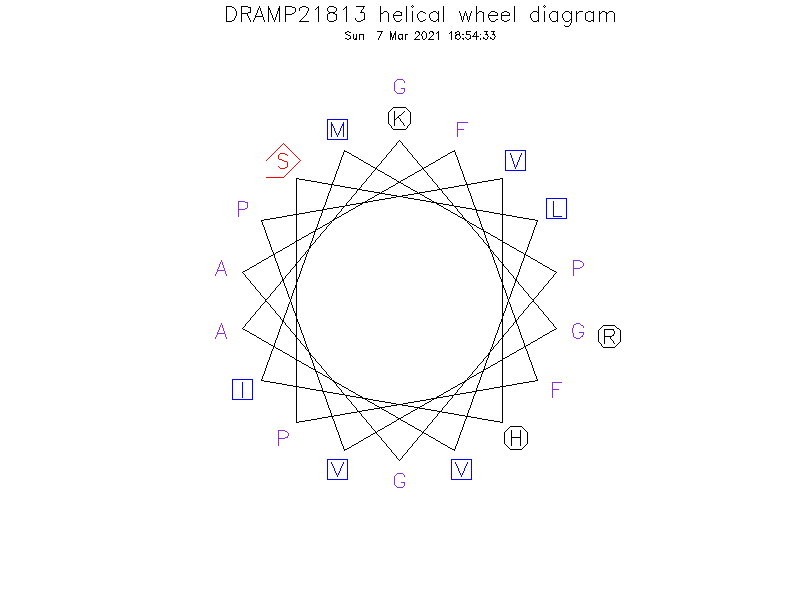 DRAMP21813 helical wheel diagram
Sun 7 Mar 2021 18:54:33
G
M K F
S V
P L
A P
A G R
I F
P H
V G V